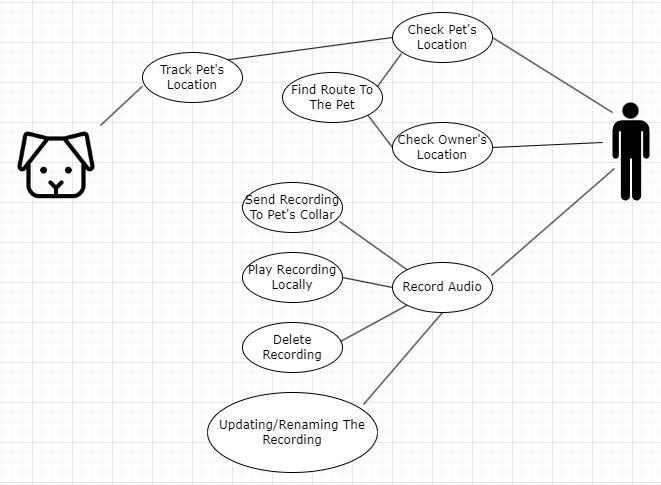 Check Pet's
Location
Track Pet's
Location
Find Route To
The Pet
Check Owner's
Location
Send Recording
To Pet's Collar
Play Recording
Locally
Record Audio
Delete
Recording
Updating/Renaming The
Recording